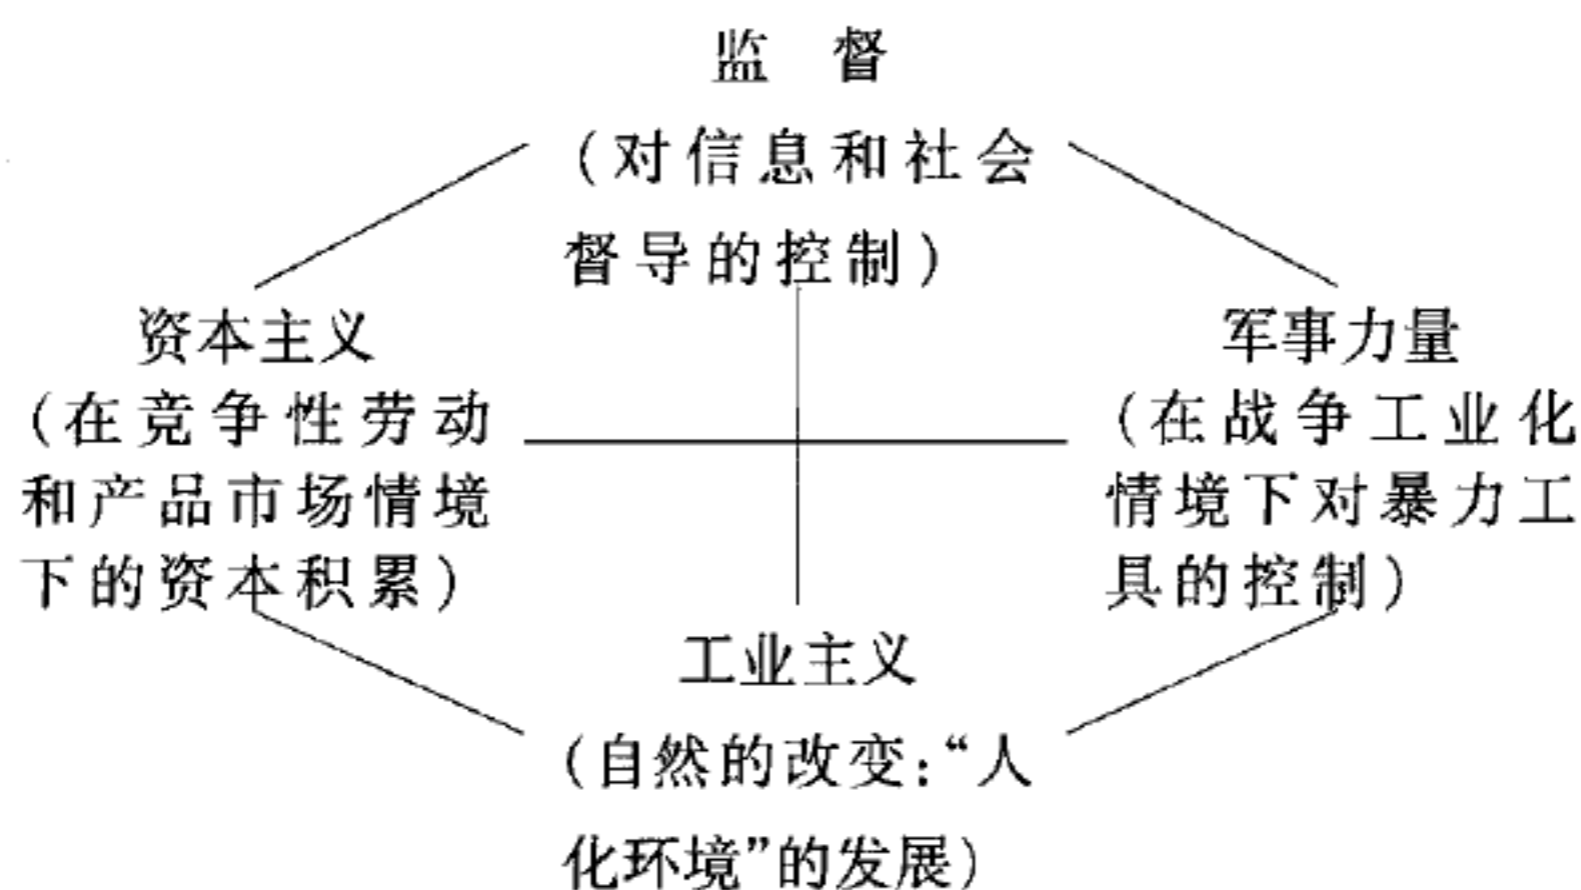 监 督
(对信息和社会
督导的控制)
资本主义
(在竞争性劳动
和产品市场情境
下的资本积累)
军事力量
(在战争工业化
情境下对暴力工
具的控制)
工业主义
(自然的改变:“人
化环境”的发展)